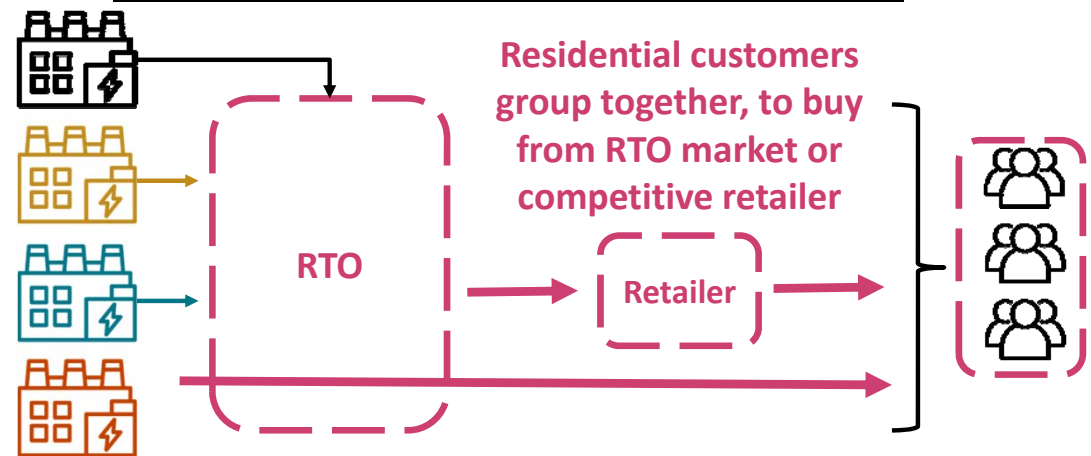 Residential customers
group together, to buy
from RTO market or
competitive retailer
RTO
Retailer